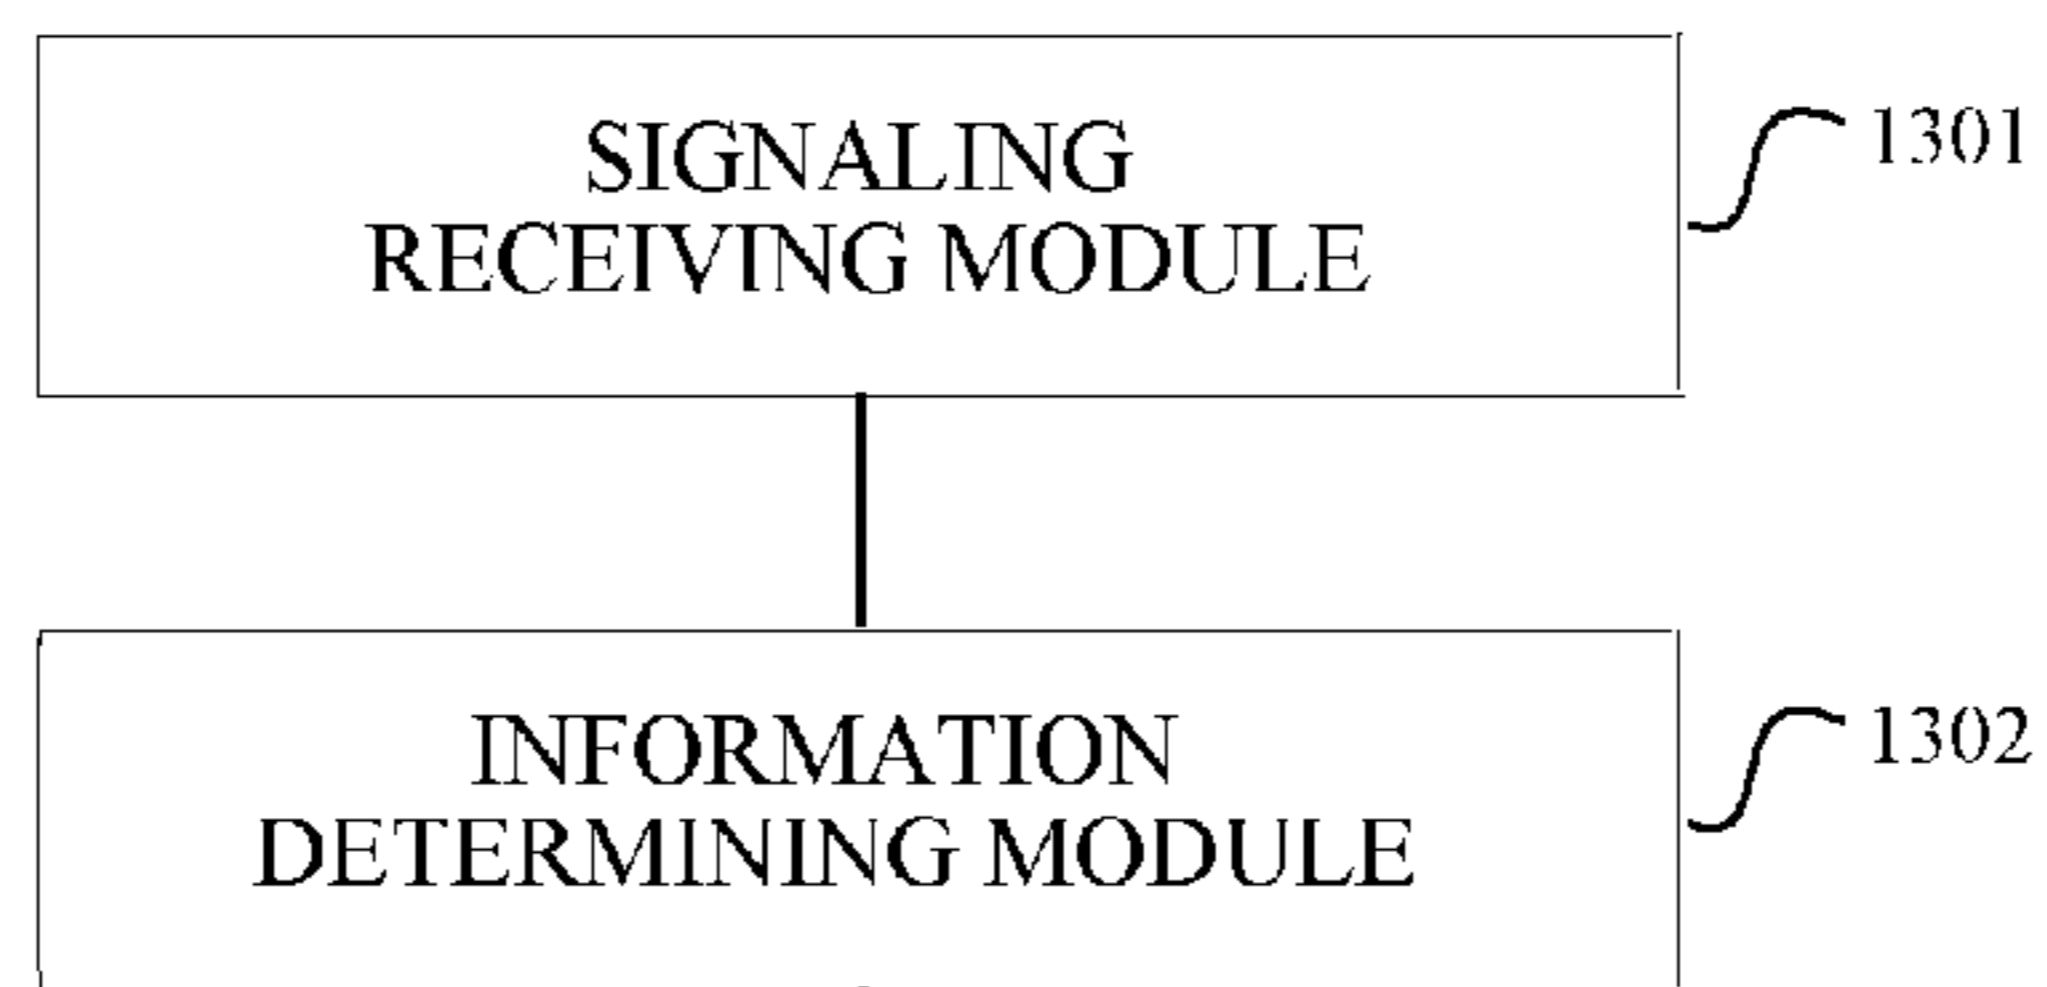 SIGNALING
RECEIVING MODULE
1301
INFORMATION
DETERMINING MODULE
1302